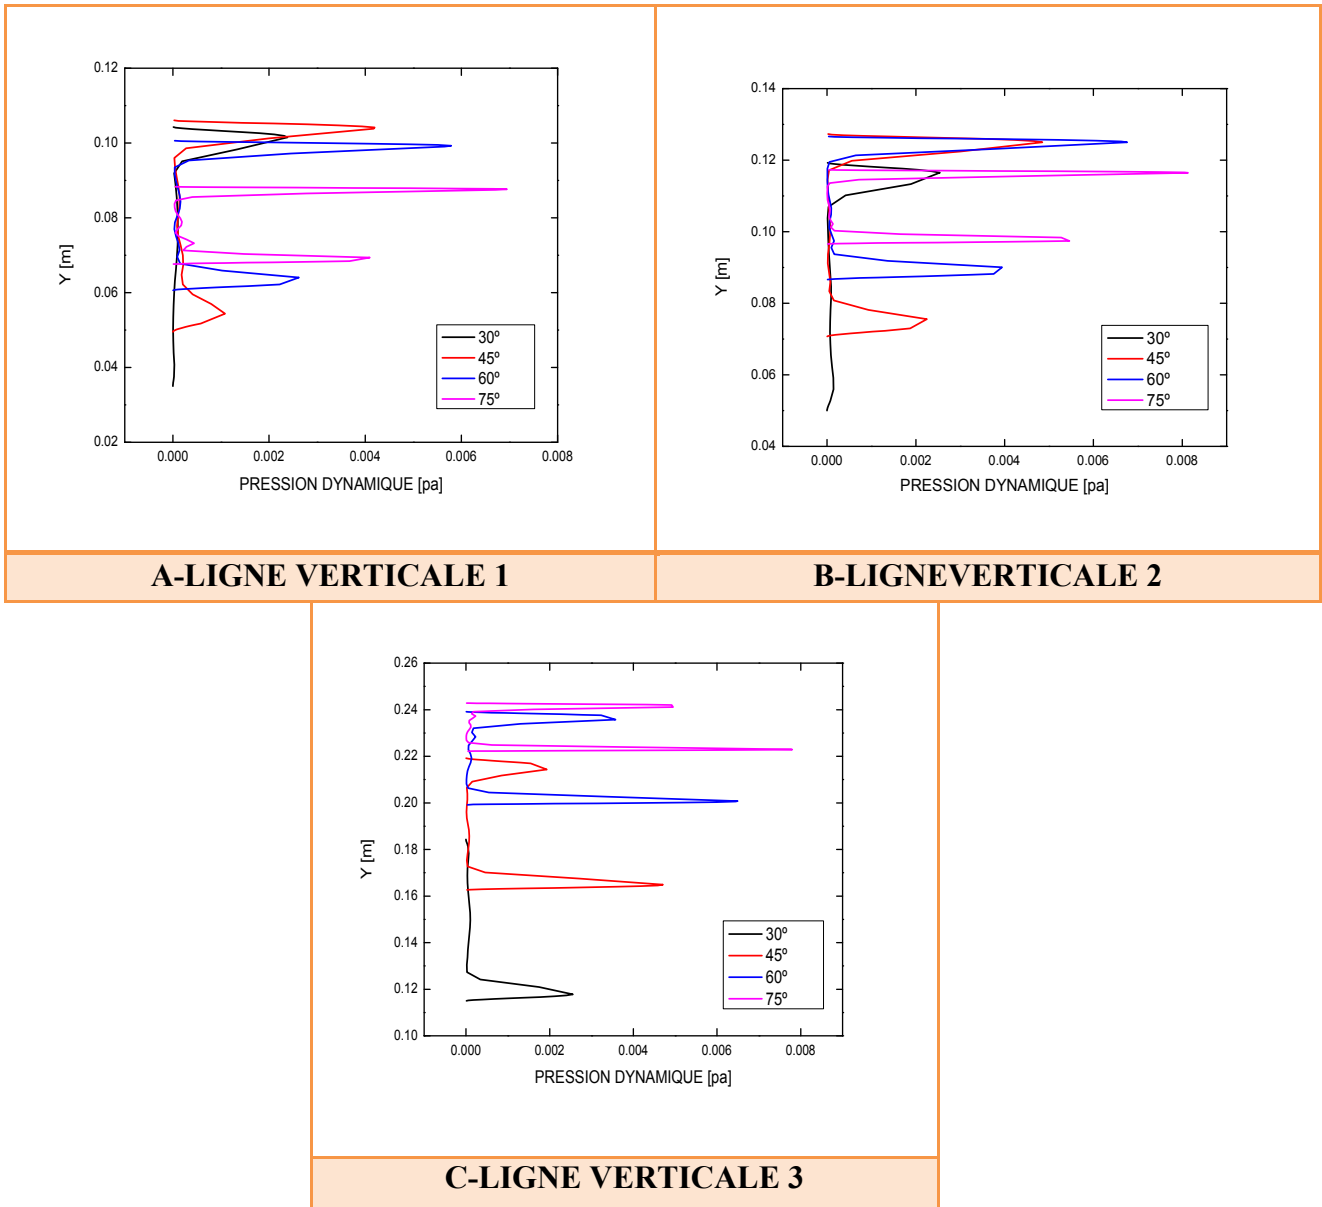 0.12
0.10
0.08
0.06
0.04
0.02
Y [m]
0.000 0.002 0.004 0.006 0.008
PRESSION DYNAMIQUE [pa]
30º
45º
60º
75º
A-LIGNE VERTICALE 1
0.14
0.12
0.10
0.08
0.06
0.04
Y [m]
0.000 0.002 0.004 0.006 0.008
PRESSION DYNAMIQUE [pa]
30º
45º
60º
75º
B-LIGNEVERTICALE 2
0.26
0.24
0.22
0.20
0.18
0.16
0.14
0.12
0.10
Y [m]
0.000 0.002 0.004 0.006 0.008
PRESSION DYNAMIQUE [pa]
30º
45º
60º
75º
C-LIGNE VERTICALE 3